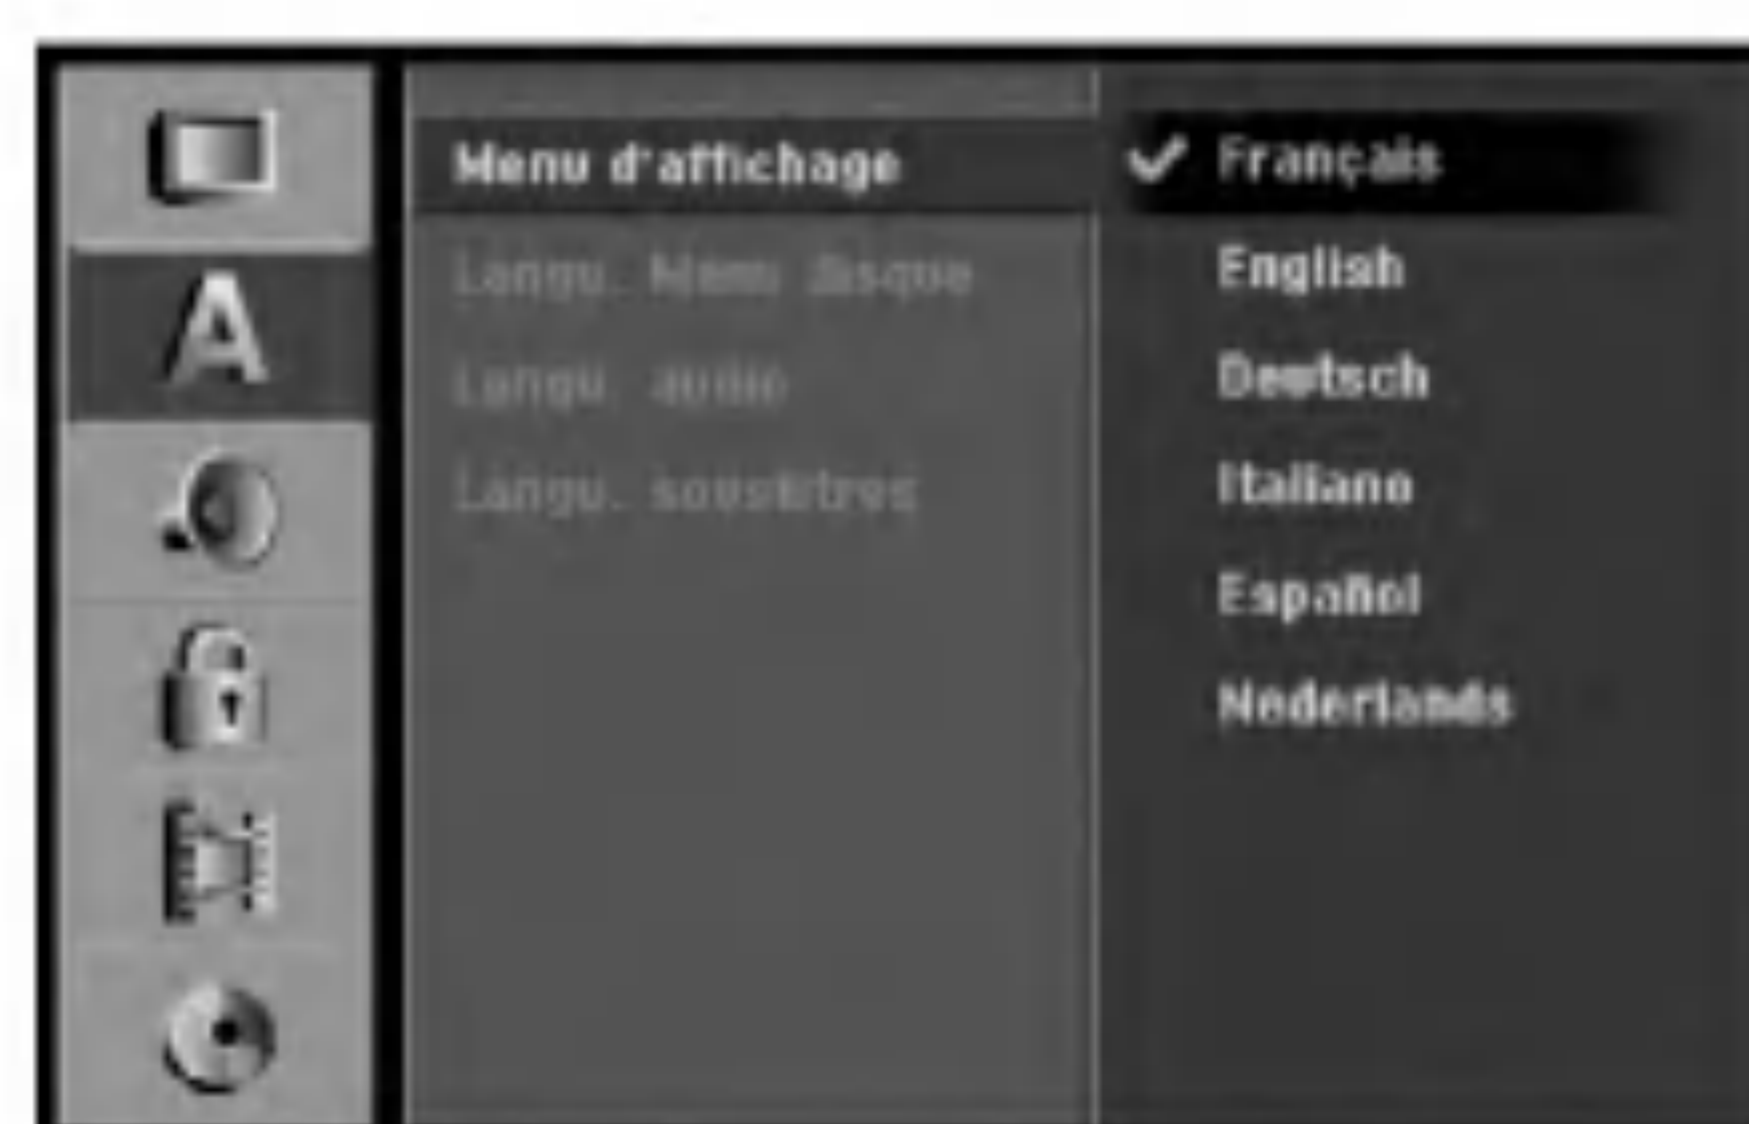 A
Menu d'affichage
Langu. Menu disque
Langu. audio
Langu. soustitres
Français
English
Deutsch
Italiano
Español
Nederlands